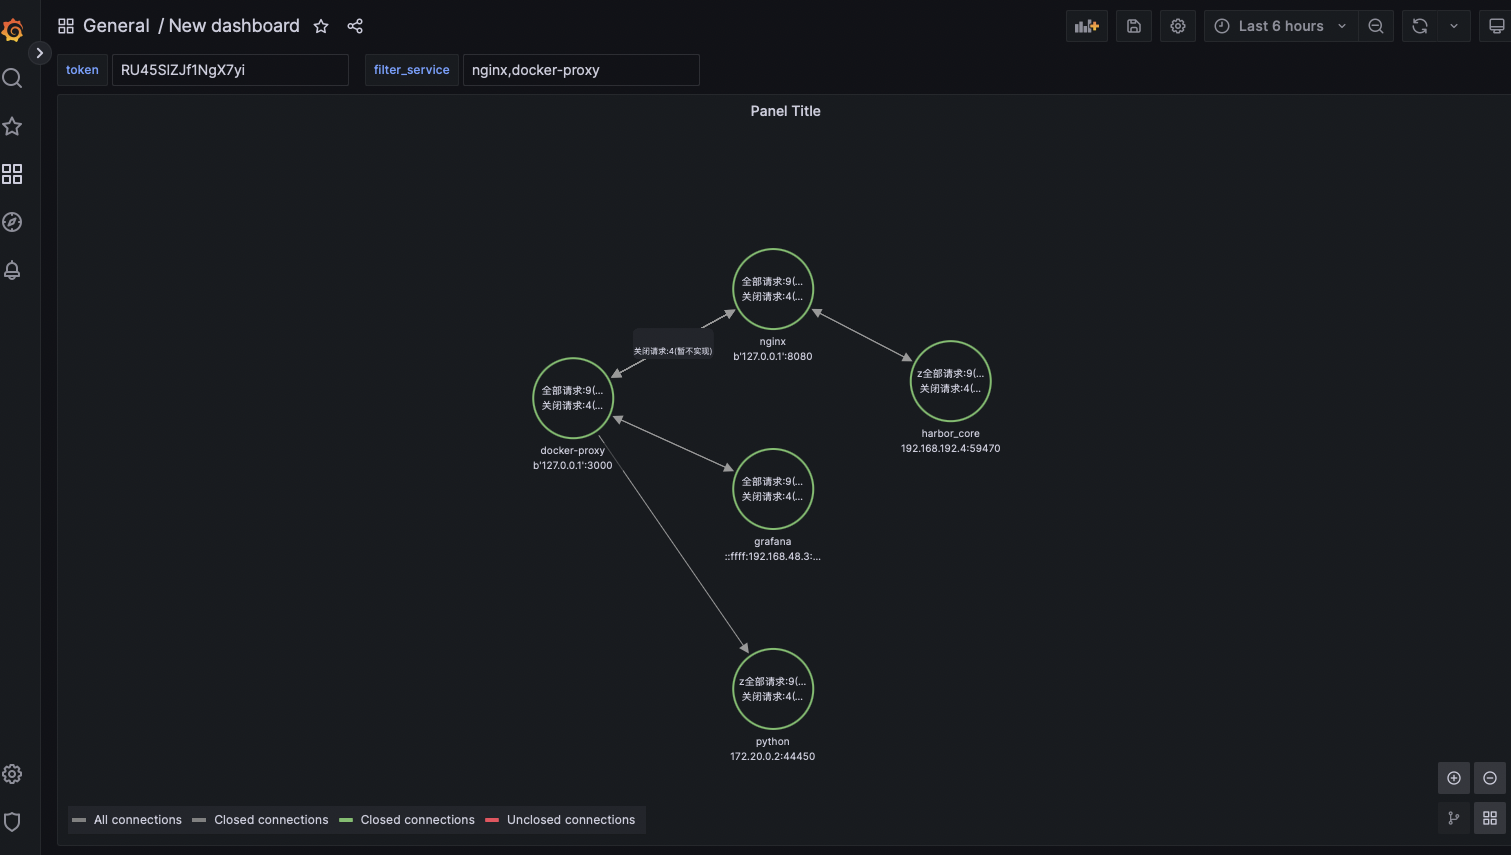 General / New dashboard
Last 6 hours
token
RU45SlZJf1NgX7yi
filter_service
nginx,docker-proxy
Panel Title
全部请求:9(...
关闭请求:4(...
nginx
b'127.0.0.1':8080
关闭请求:4(暂不实现)
z全部请求:9(...
关闭请求:4(...
harbor_core
192.168.192.4:59470
全部请求:9(...
关闭请求:4(...
docker-proxy
b'127.0.0.1':3000
全部请求:9(...
关闭请求:4(...
grafana
::ffff:192.168.48.3:...
z全部请求:9(...
关闭请求:4(...
python
172.20.0.2:44450
All connections
Closed connections
Closed connections
Unclosed connections